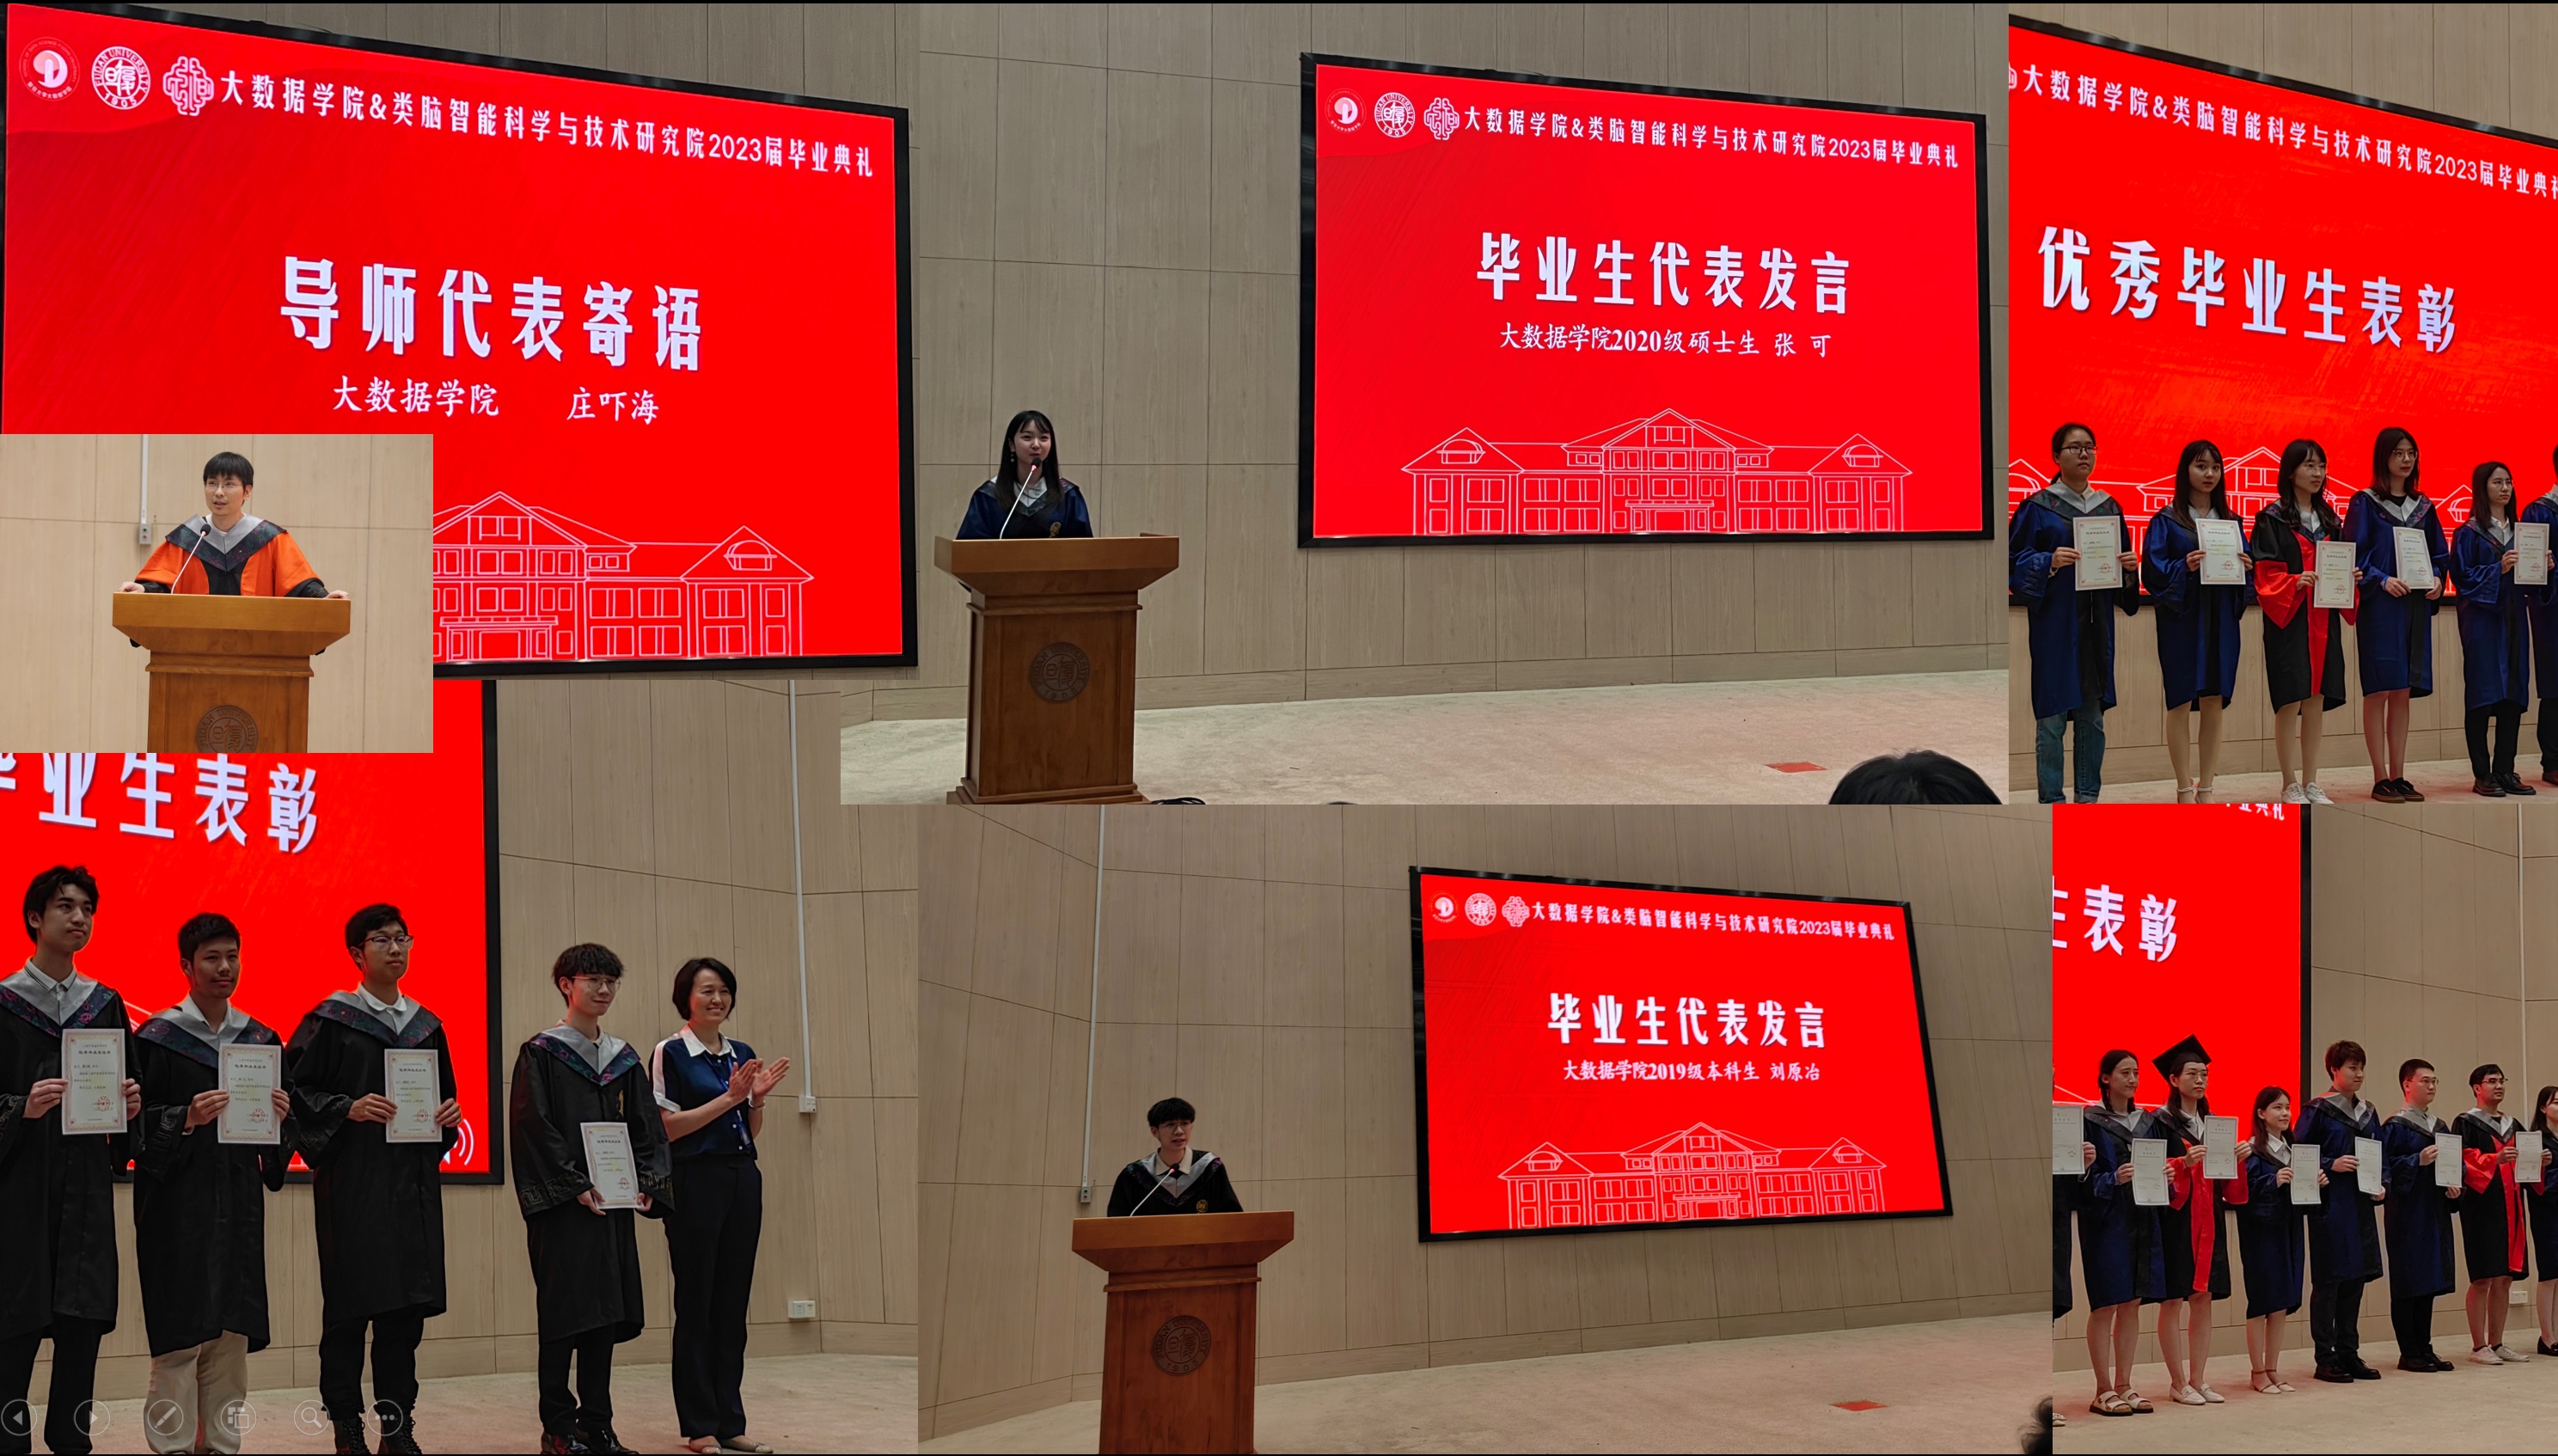 大数据学院&类脑智能科学与技术研究院2023届毕业典礼
导师代表寄语
大数据学院 庄吓海
大数据学院&类脑智能科学与技术研究院2023届毕业典礼
毕业生代表发言
大数据学院2020级硕士生 张 可
大数据学院&类脑智能科学与技术研究院2023届毕业典
优秀毕业生表彰
业生表彰
大数据学院&类脑智能科学与技术研究院2023届毕业典礼
毕业生代表发言
大数据学院2019级本科生 刘原冶
业典礼
生表彰
FUDAN UNIVERSITY
1905